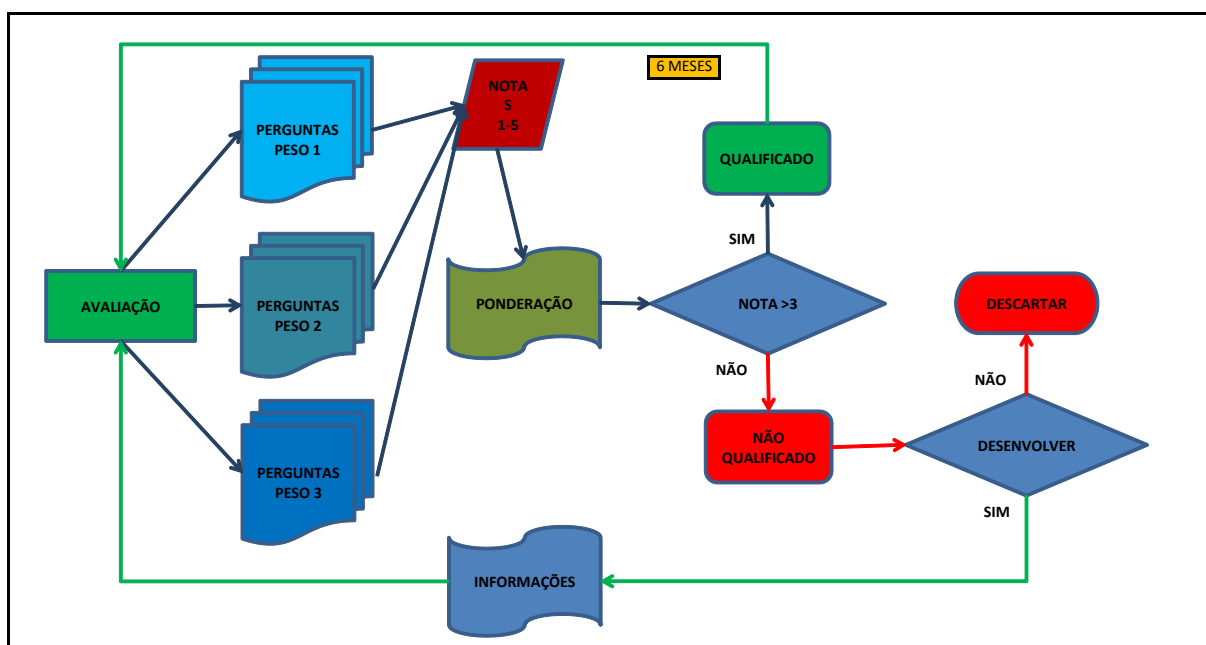 6 MESES
NOTA
S
1-5
PERGUNTAS
PESO 1
QUALIFICADO
SIM
AVALIAÇÃO
PERGUNTAS
PESO 2
PONDERAÇÃO
NOTA >3
DESCARTAR
NÃO
NÃO
NÃO
QUALIFICADO
DESENVOLVER
PERGUNTAS
PESO 3
SIM
INFORMAÇÕES